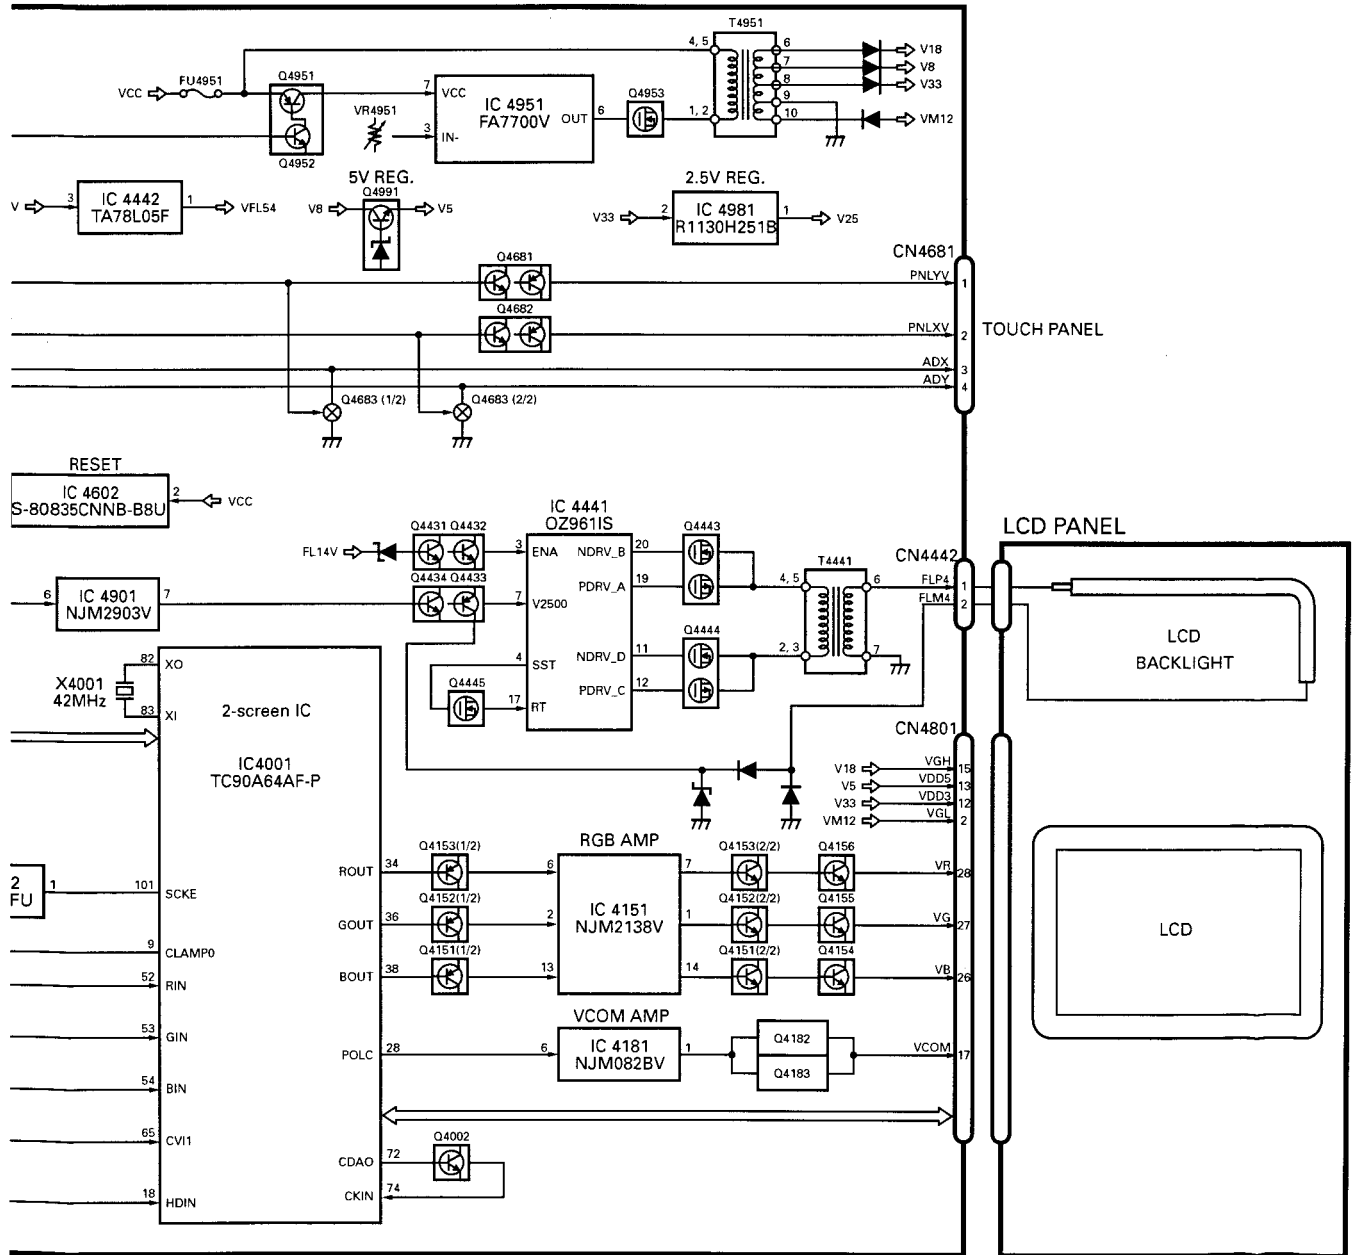 T4951
4, 5
6
V18
7
V8
8
V33
9
10
VM12
VCC
FU4951
Q4951
Q4952
7
VCC
IC 4951
FA7700V
OUT
6
Q4953
1, 2
VR4951
3
IN-
V
3
IC 4442
TA78L05F
1
VFL54
5V REG.
Q4991
V8
V5
2.5V REG.
V33
2
IC 4981
R1130H251B
1
V25
CN4681
Q4681
PNLYV
1
Q4682
PNLXV
2
TOUCH PANEL
ADX
3
ADY
4
Q4683 (1/2)
Q4683 (2/2)
RESET
IC 4602
S-80835CNNB-B8U
2
VCC
IC 4441
OZ961IS
FL14V
Q4431
Q4432
3
ENA
NDRV_B
20
Q4443
PDRV_A
19
Q4434
Q4433
7
V2500
6
IC 4901
NJM2903V
7
T4441
4, 5
6
2, 3
7
CN4442
FLP4
1
FLM4
2
LCD PANEL
LCD
BACKLIGHT
4
SST
NDRV_D
11
Q4444
PDRV_C
12
Q4445
17
RT
82
XO
X4001
42MHz
83
XI
2-screen IC
IC4001
TC90A64AF-P
CN4801
V18
VGH
15
V5
VDD5
13
V33
VDD3
12
VM12
VGL
2
RGB AMP
ROUT
34
Q4153(1/2)
6
7
Q4153(2/2)
Q4156
VR
28
2
FU
1
101
SCKE
GOUT
36
Q4152(1/2)
2
IC 4151
NJM2138V
1
Q4152(2/2)
Q4155
VG
27
LCD
9
CLAMP0
BOUT
38
Q4151(1/2)
13
14
Q4151(2/2)
Q4154
VB
26
52
RIN
53
GIN
VCOM AMP
POLC
28
6
IC 4181
NJM082BV
1
Q4182
Q4183
VCOM
17
54
BIN
65
CVI1
CDAO
72
Q4002
CKIN
74
18
HDIN